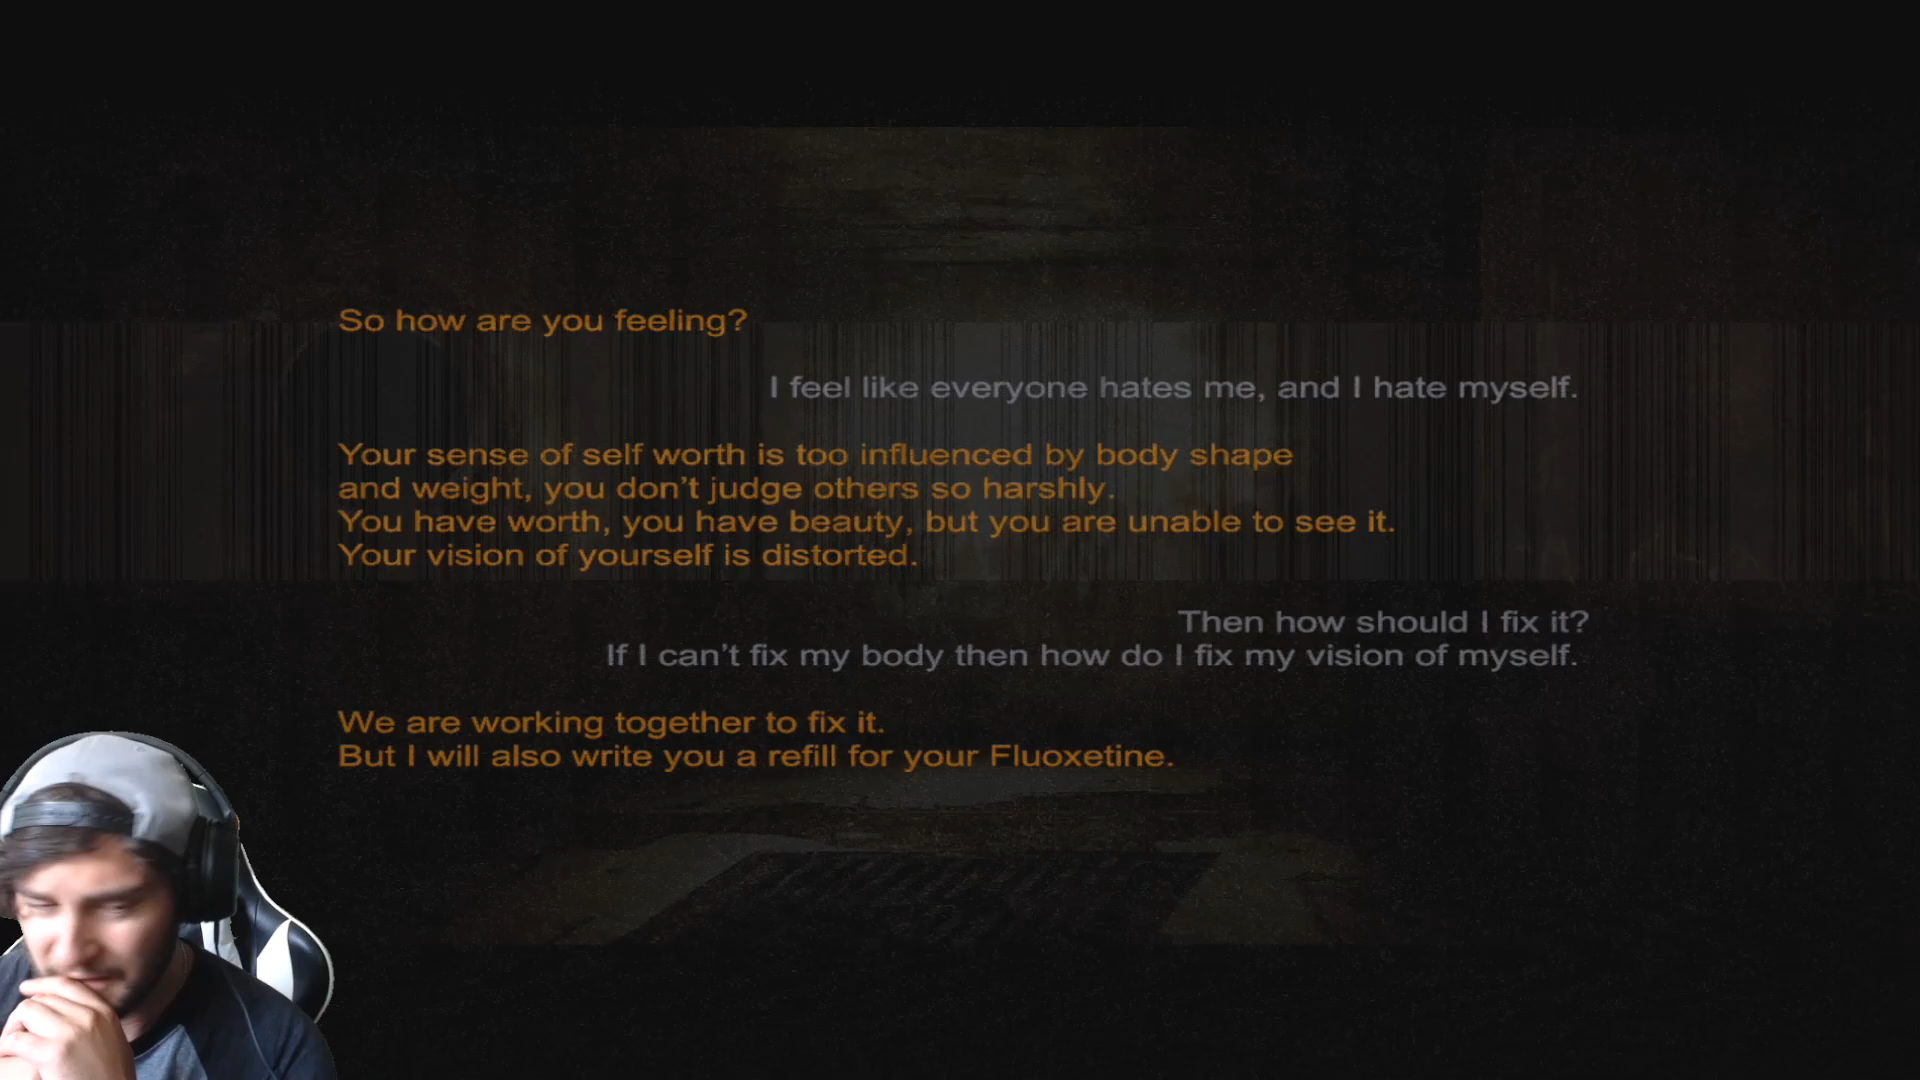 So how are you feeling?
I feel like everyone hates me, and I hate myself.
Your sense of self worth is too influenced by body shape
and weight, you don't judge others so harshly.
You have worth, you have beauty, but you are unable to see it.
Your vision of yourself is distorted.
Then how should I fix it?
If I can't fix my body then how do I fix my vision of myself.
We are working together to fix it.
But I will also write you a refill for your Fluoxetine.